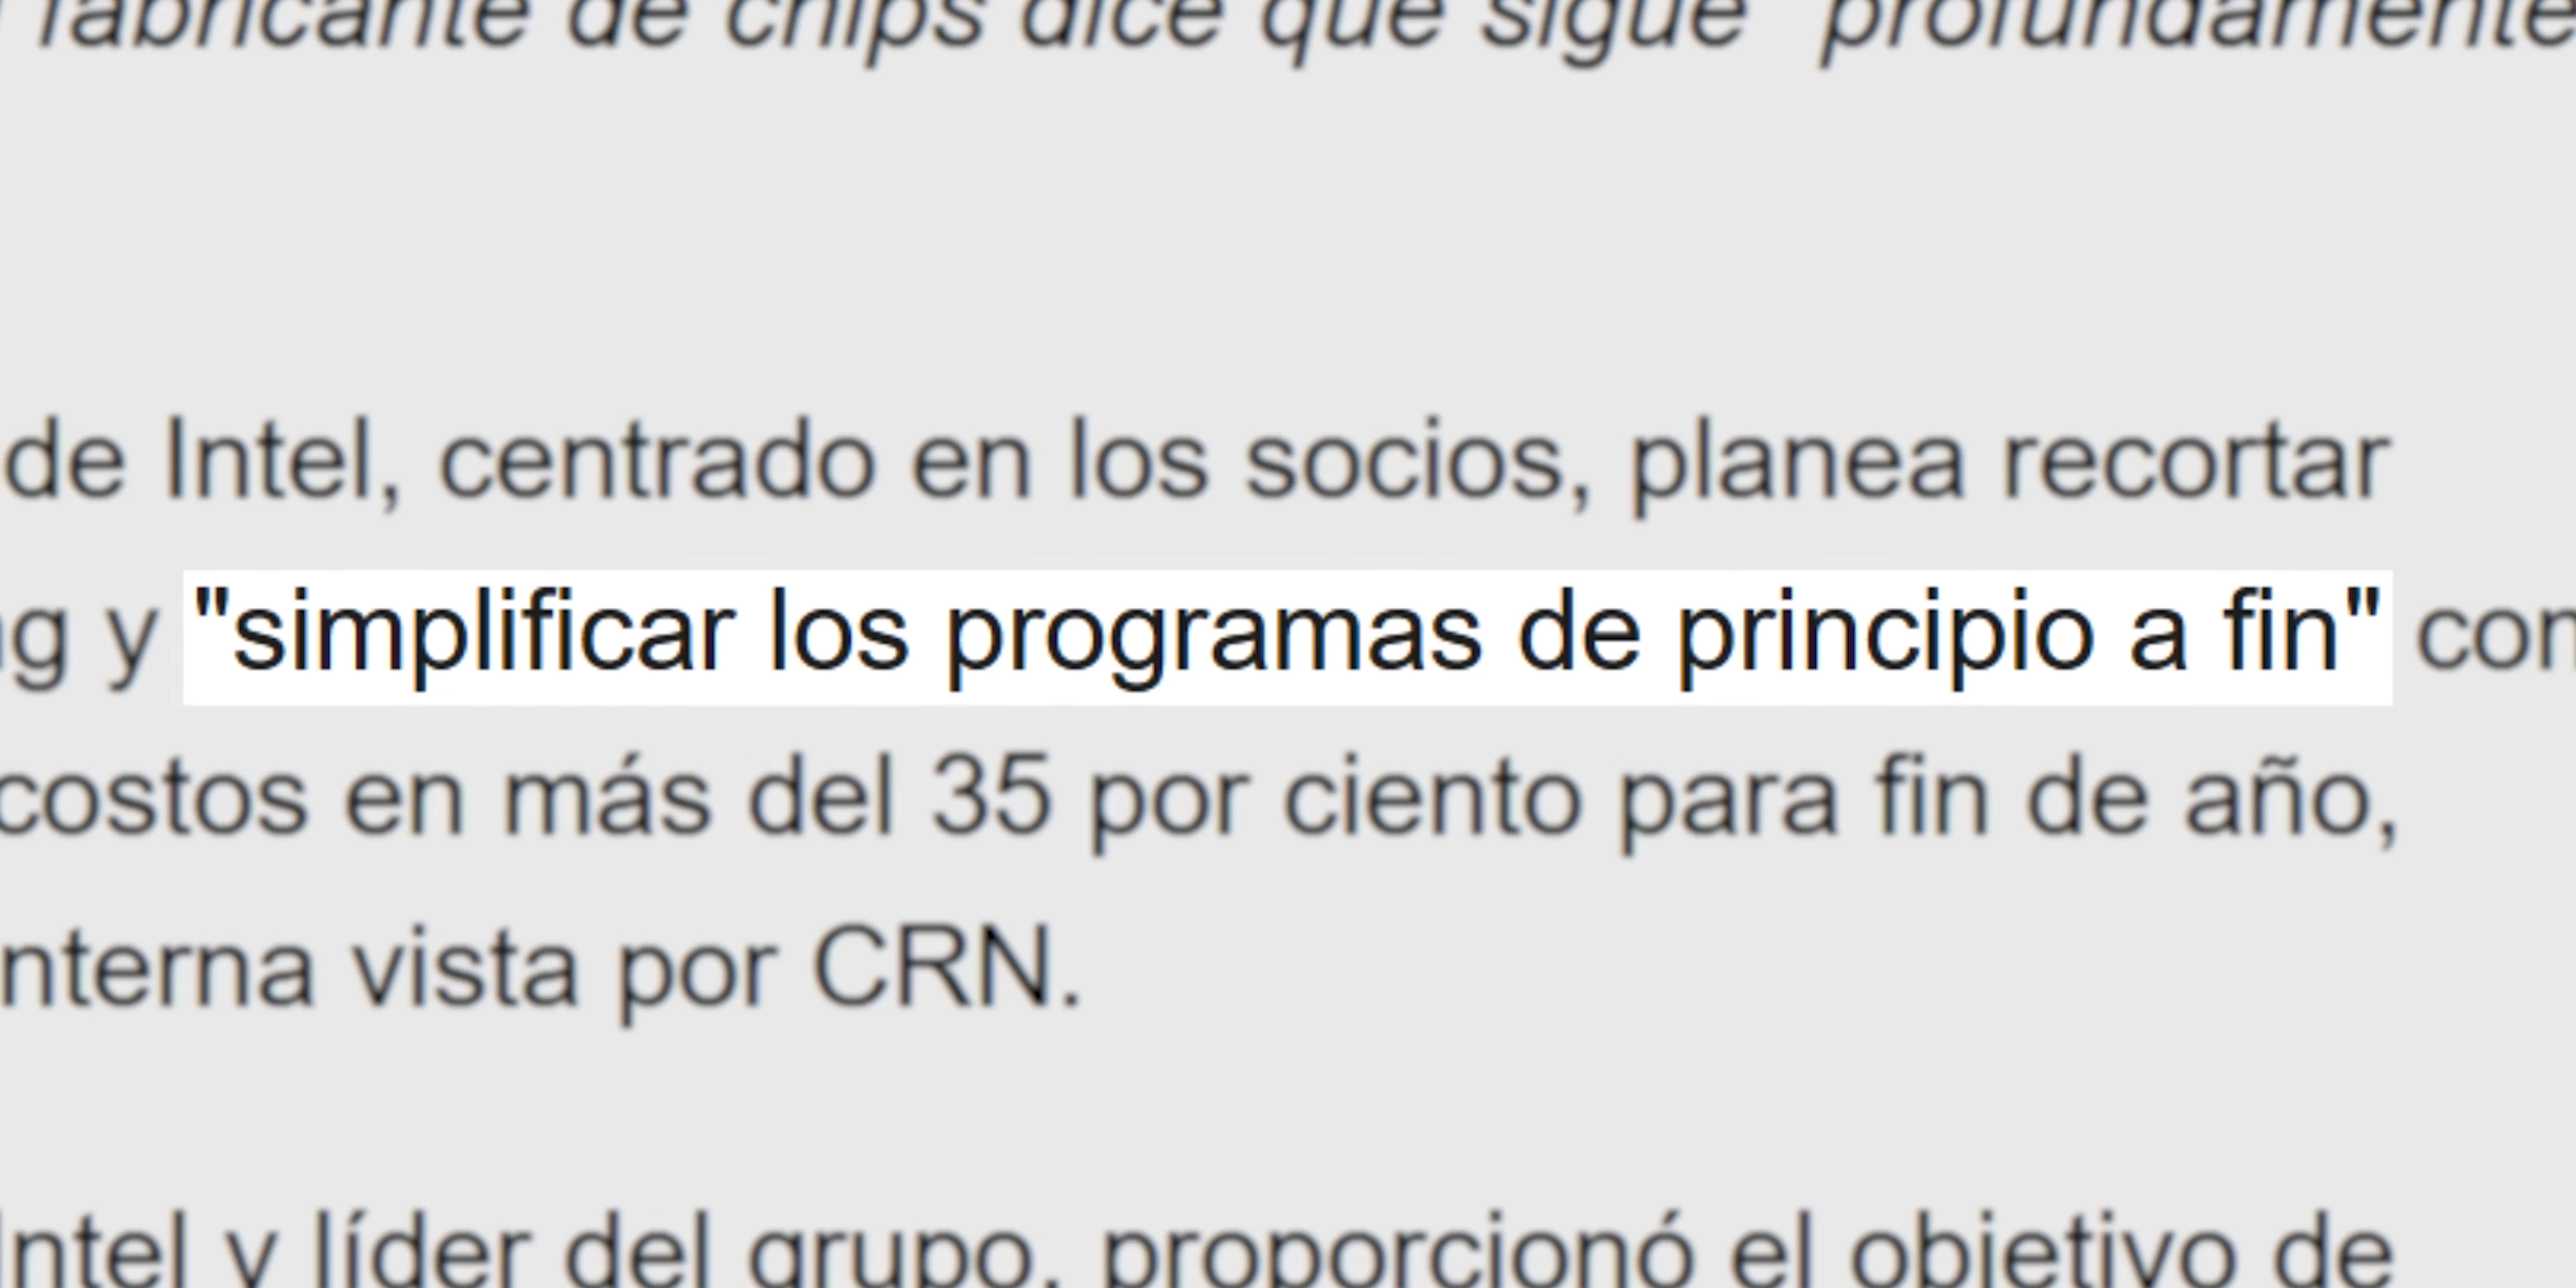 fabricante de chips dice que sigue "profundamente
de Intel, centrado en los socios, planea recortar
y "simplificar los programas de principio a fin" con
costos en más del 35 por ciento para fin de año,
nterna vista por CRN.
Intel y líder del grupo, proporcionó el objetivo de